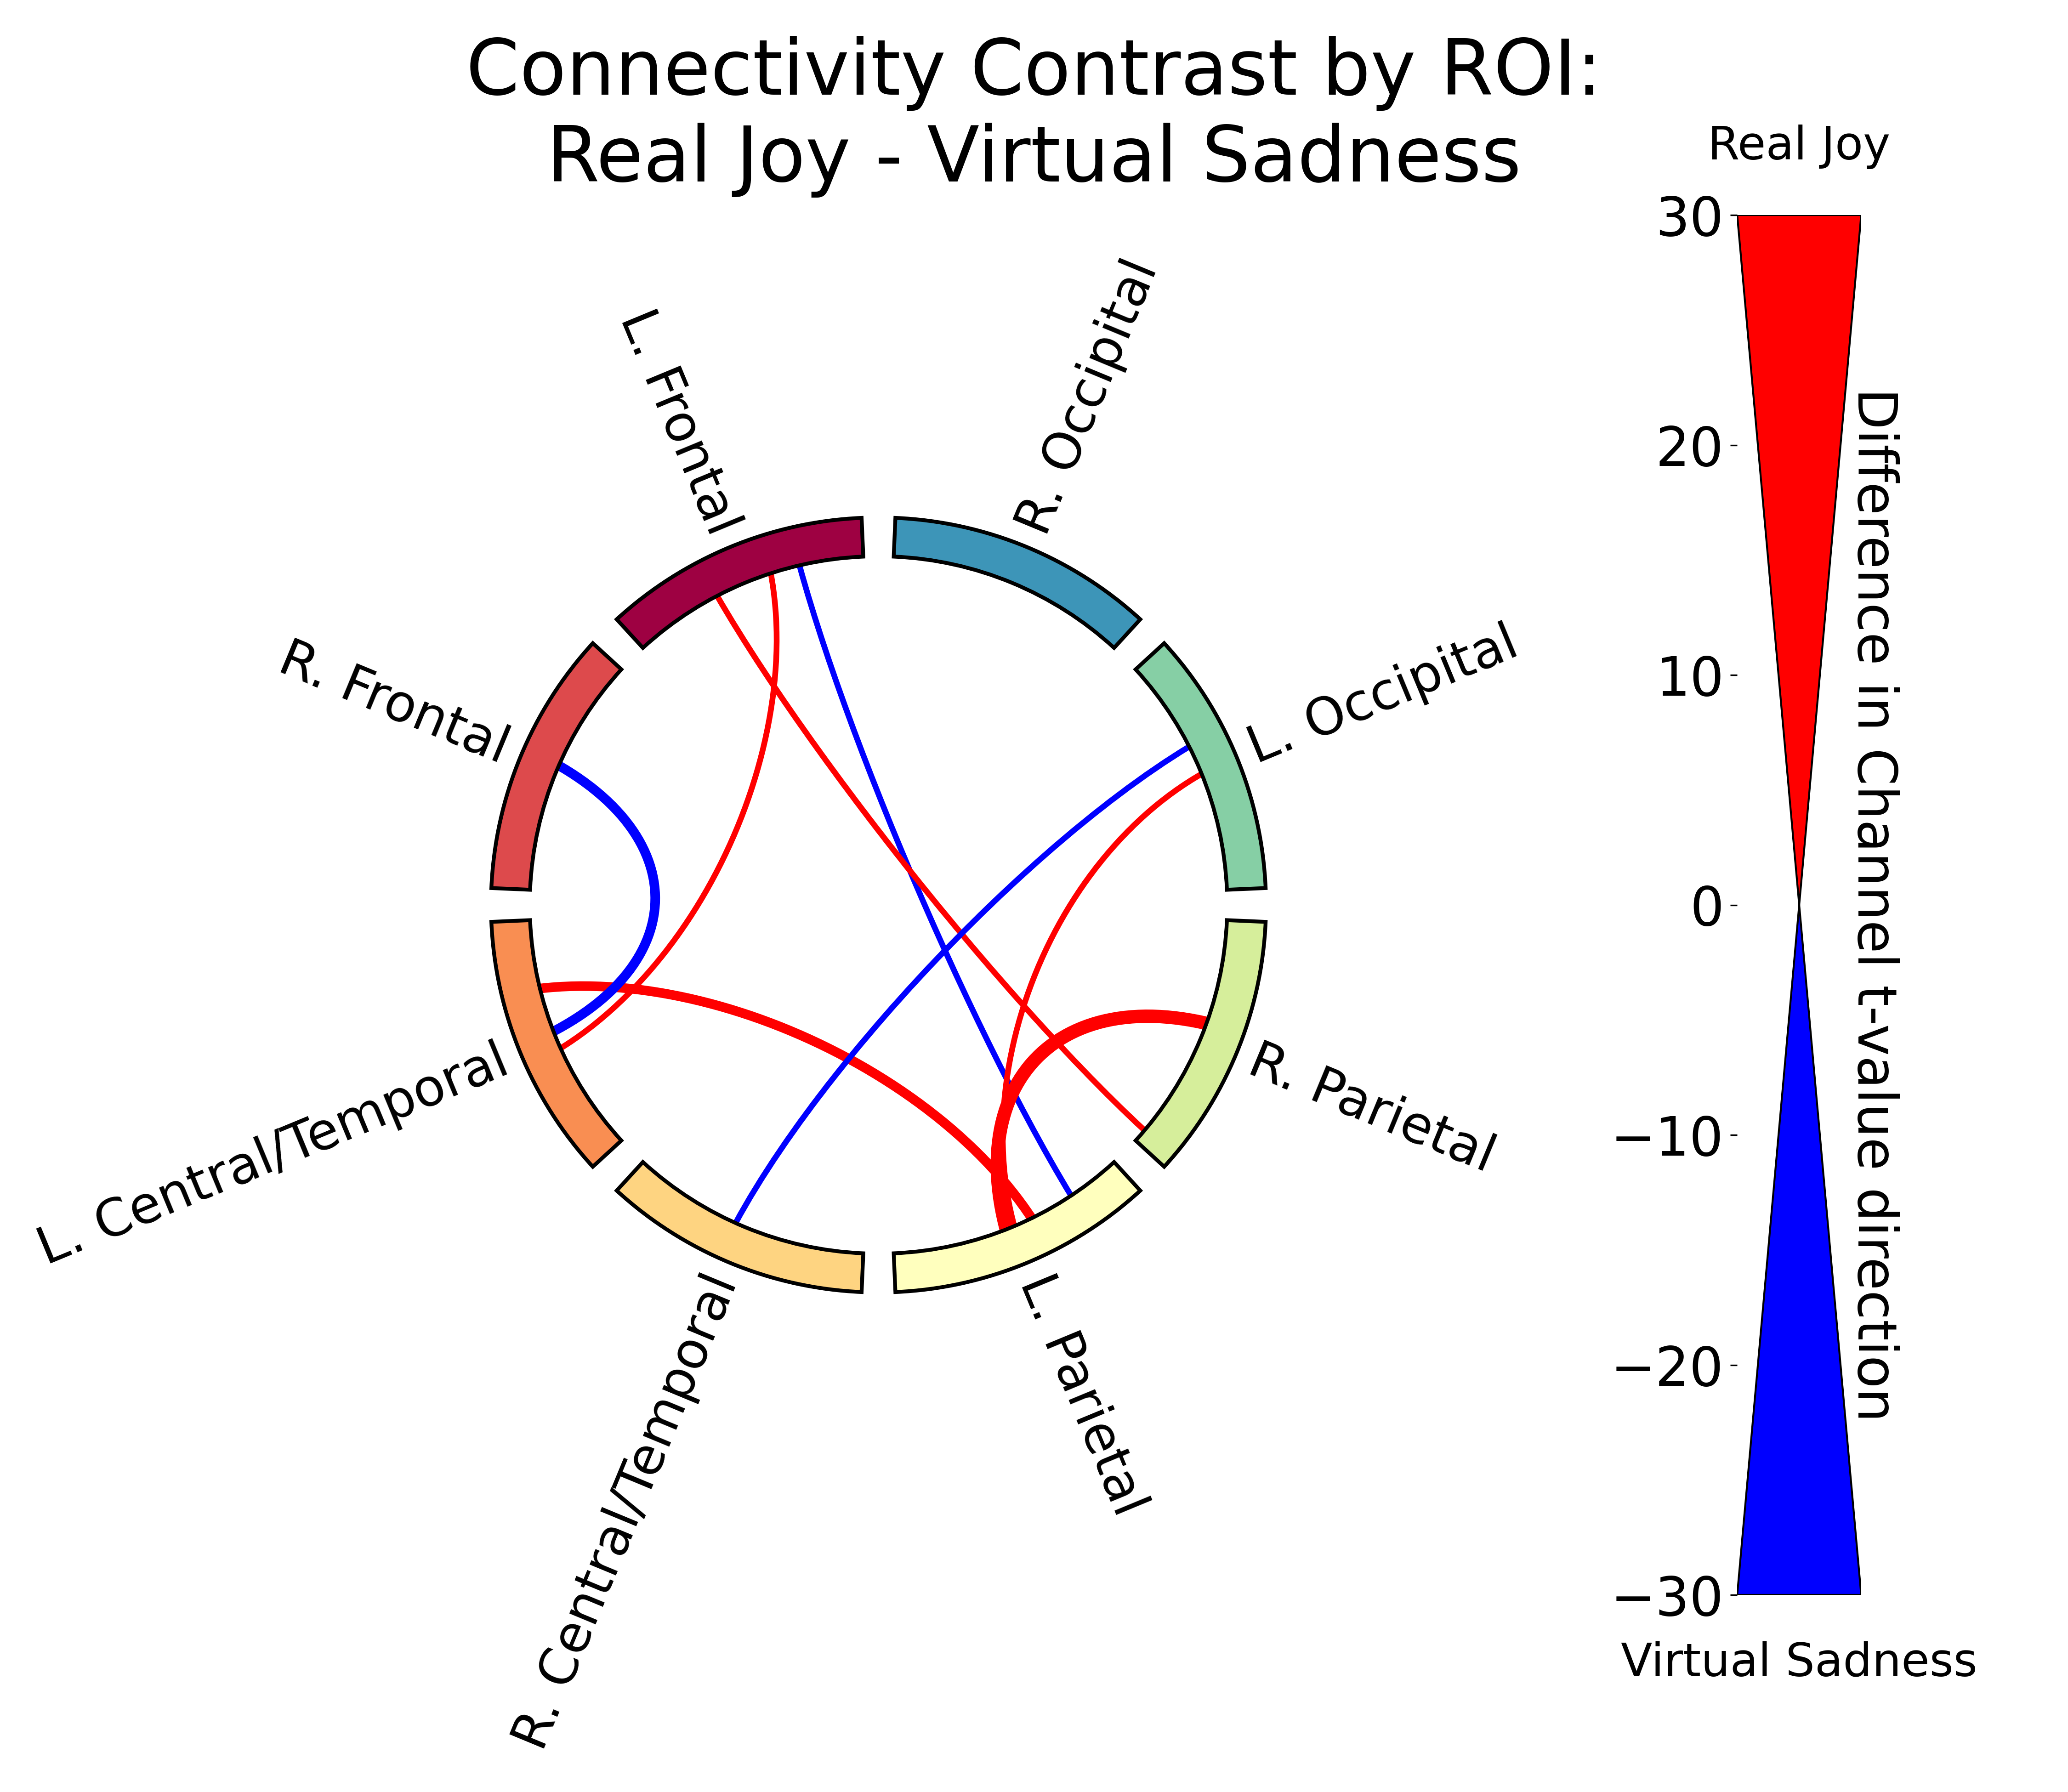 Connectivity Contrast by ROI:
Real Joy - Virtual Sadness
Real Joy
30
20
10
0
−10
−20
−30
Virtual Sadness
Difference in Channel t-value direction
L. Frontal
R. Occipital
R. Frontal
L. Occipital
L. Central/Temporal
R. Parietal
R. Central/Temporal
L. Parietal